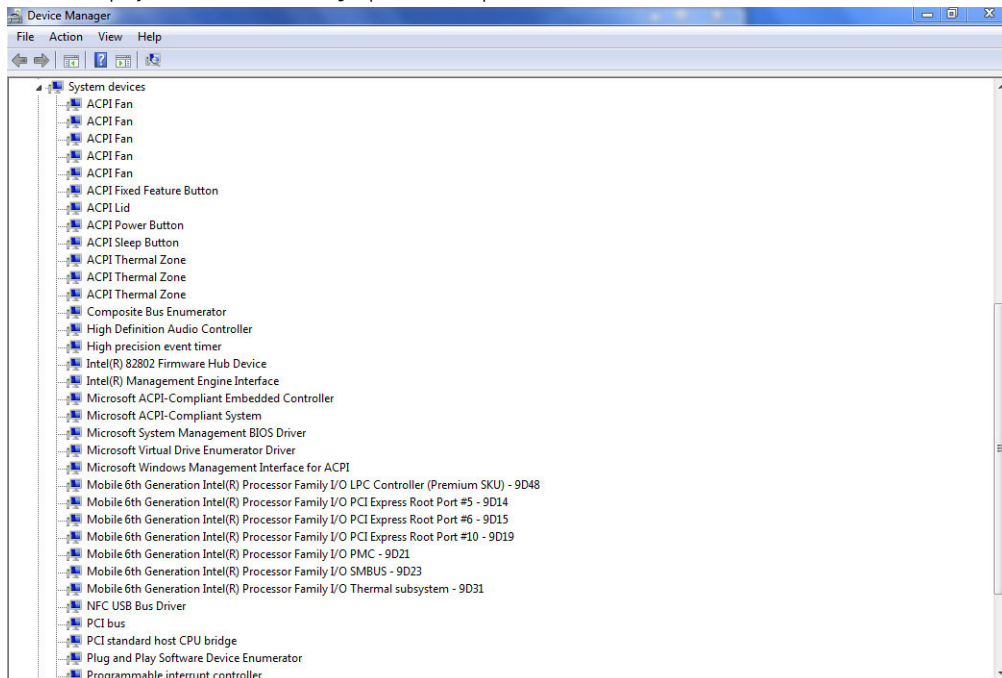 Device Manager
File Action View Help
System devices
ACPI Fan
ACPI Fan
ACPI Fan
ACPI Fan
ACPI Fan
ACPI Fixed Feature Button
ACPI Lid
ACPI Power Button
ACPI Sleep Button
ACPI Thermal Zone
ACPI Thermal Zone
ACPI Thermal Zone
Composite Bus Enumerator
High Definition Audio Controller
High precision event timer
Intel(R) 82802 Firmware Hub Device
Intel(R) Management Engine Interface
Microsoft ACPI-Compliant Embedded Controller
Microsoft ACPI-Compliant System
Microsoft System Management BIOS Driver
Microsoft Virtual Drive Enumerator Driver
Microsoft Windows Management Interface for ACPI
Mobile 6th Generation Intel(R) Processor Family I/O LPC Controller (Premium SKU) - 9D48
Mobile 6th Generation Intel(R) Processor Family I/O PCI Express Root Port #5 - 9D14
Mobile 6th Generation Intel(R) Processor Family I/O PCI Express Root Port #6 - 9D15
Mobile 6th Generation Intel(R) Processor Family I/O PCI Express Root Port #10 - 9D19
Mobile 6th Generation Intel(R) Processor Family I/O PMC - 9D21
Mobile 6th Generation Intel(R) Processor Family I/O SMBUS - 9D23
Mobile 6th Generation Intel(R) Processor Family I/O Thermal subsystem - 9D31
NFC USB Bus Driver
PCI bus
PCI standard host CPU bridge
Plug and Play Software Device Enumerator
Programmable interrupt controller